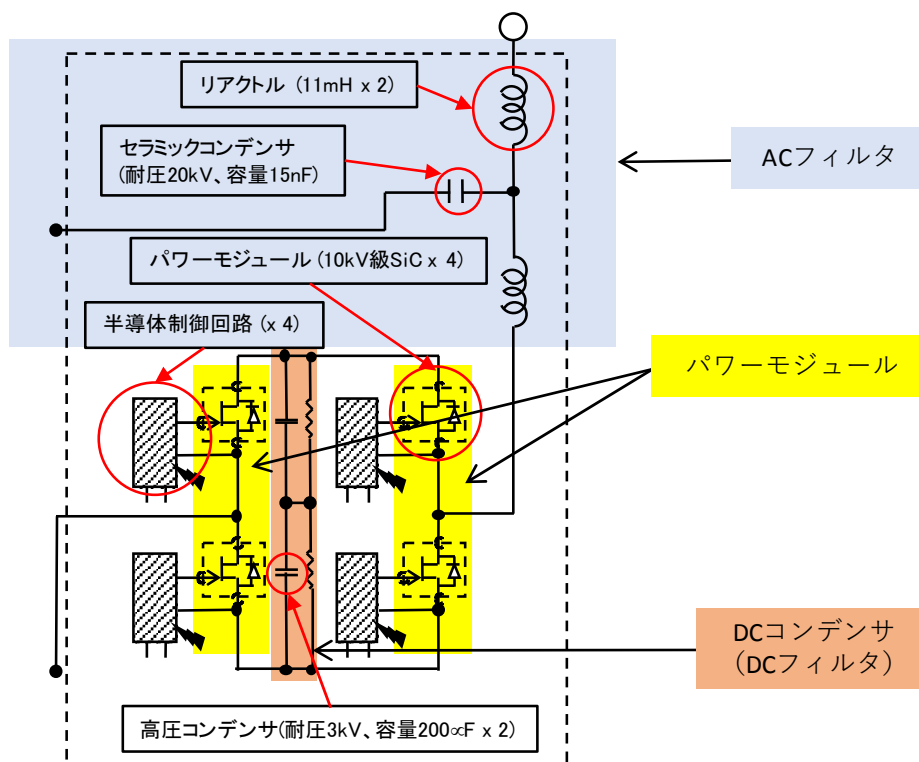 リアクトル (11mH x 2)
セラミックコンデンサ
(耐圧20kV、容量15nF)
ACフィルタ
パワーモジュール (10kV級SiC x 4)
半導体制御回路 (x 4)
パワーモジュール
DCコンデンサ
（DCフィルタ）
高圧コンデンサ(耐圧3kV、容量200∝F x 2)